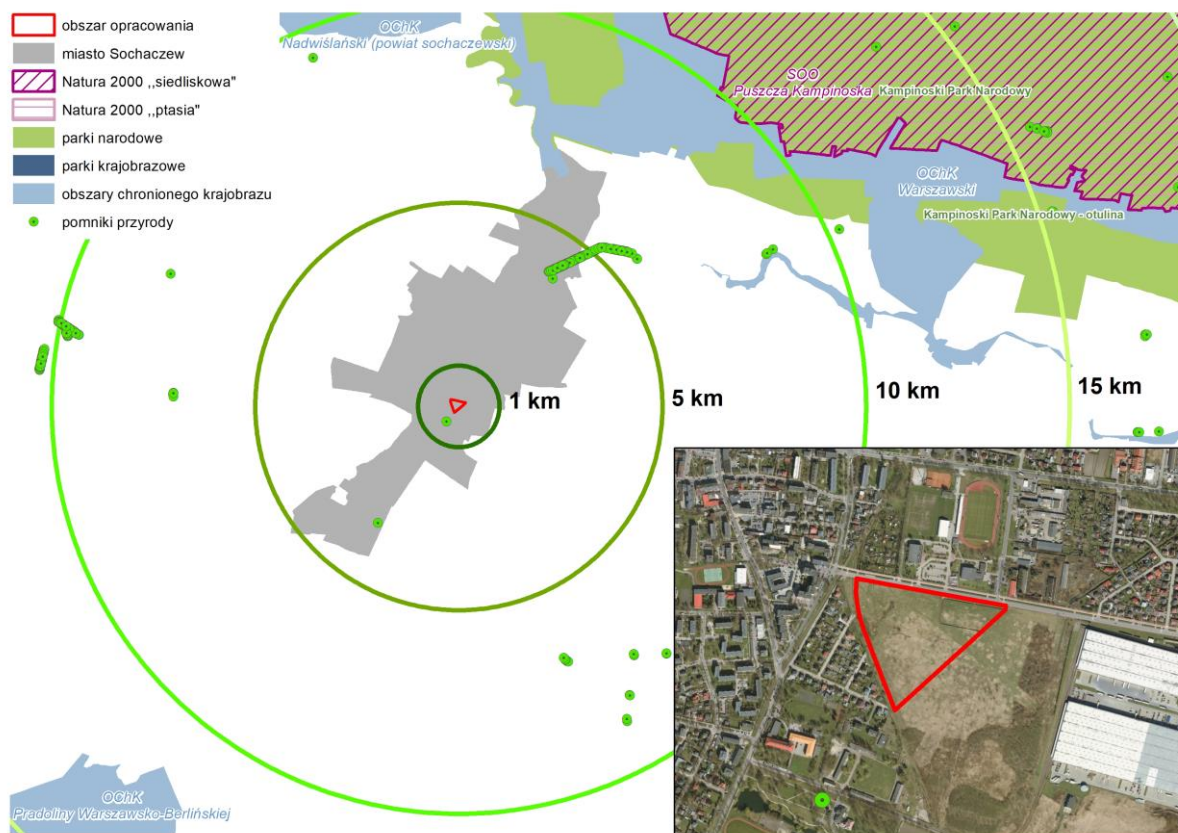 obszar opracowania
miasto Sochaczew
Natura 2000 ,,siedliskowa"
Natura 2000 ,,ptasia"
parki narodowe
parki krajobrazowe
obszary chronionego krajobrazu
pomniki przyrody
OChK
Nadwiślański (powiat sochaczewski)
SOO
Puszcza Kampinoska
Kampinoski Park Narodowy
OChK
Warszawski
Kampinoski Park Narodowy - otulina
1 km
5 km
10 km
15 km
OChK
Pradoliny Warszawsko-Berlińskiej